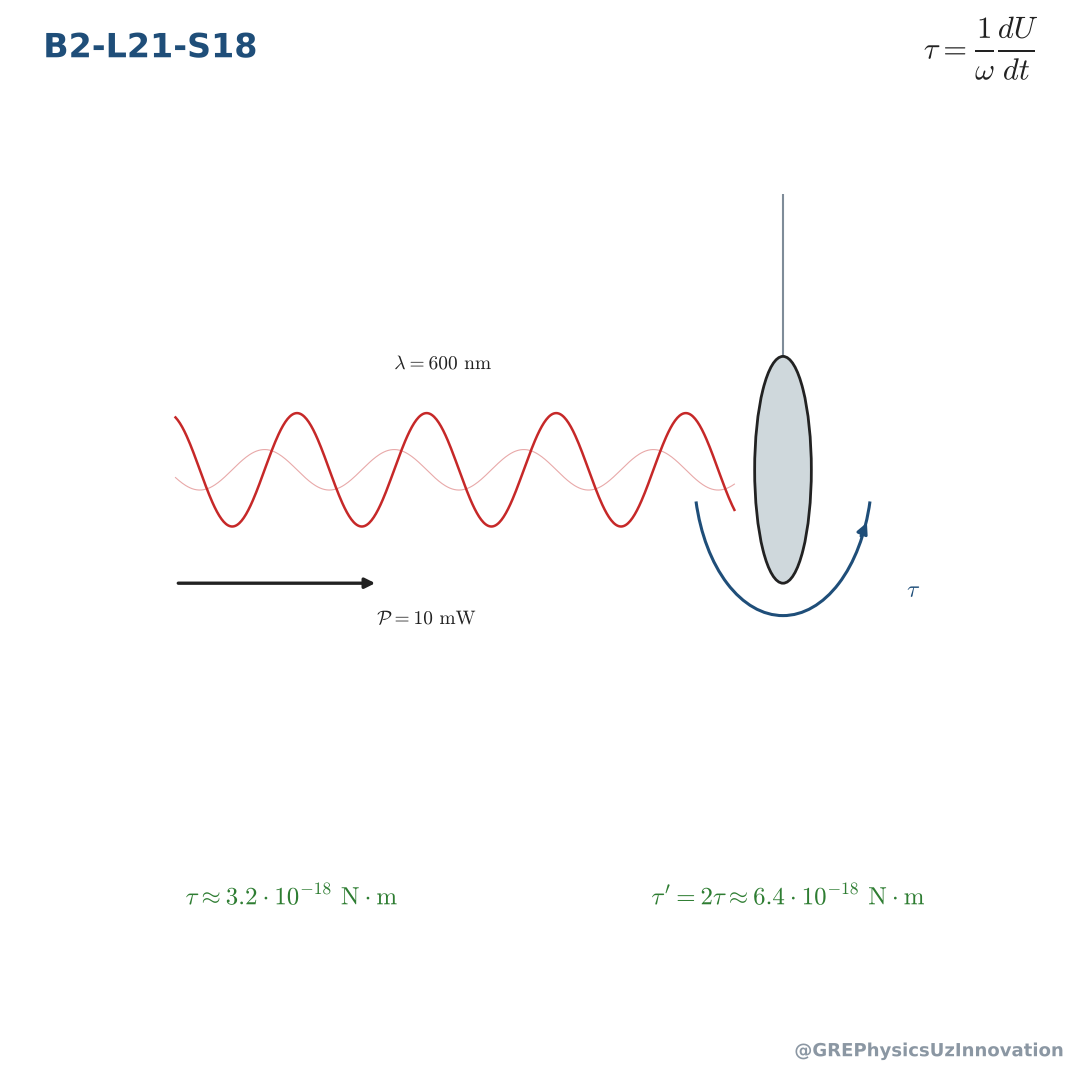 B2-L21-S18
τ = 1/ω dU/dt
λ = 600 nm
𝒫 = 10 mW
τ
τ ≈ 3.2 · 10⁻¹⁸ N · m
τ′ = 2τ ≈ 6.4 · 10⁻¹⁸ N · m
@GREPhysicsUzInnovation